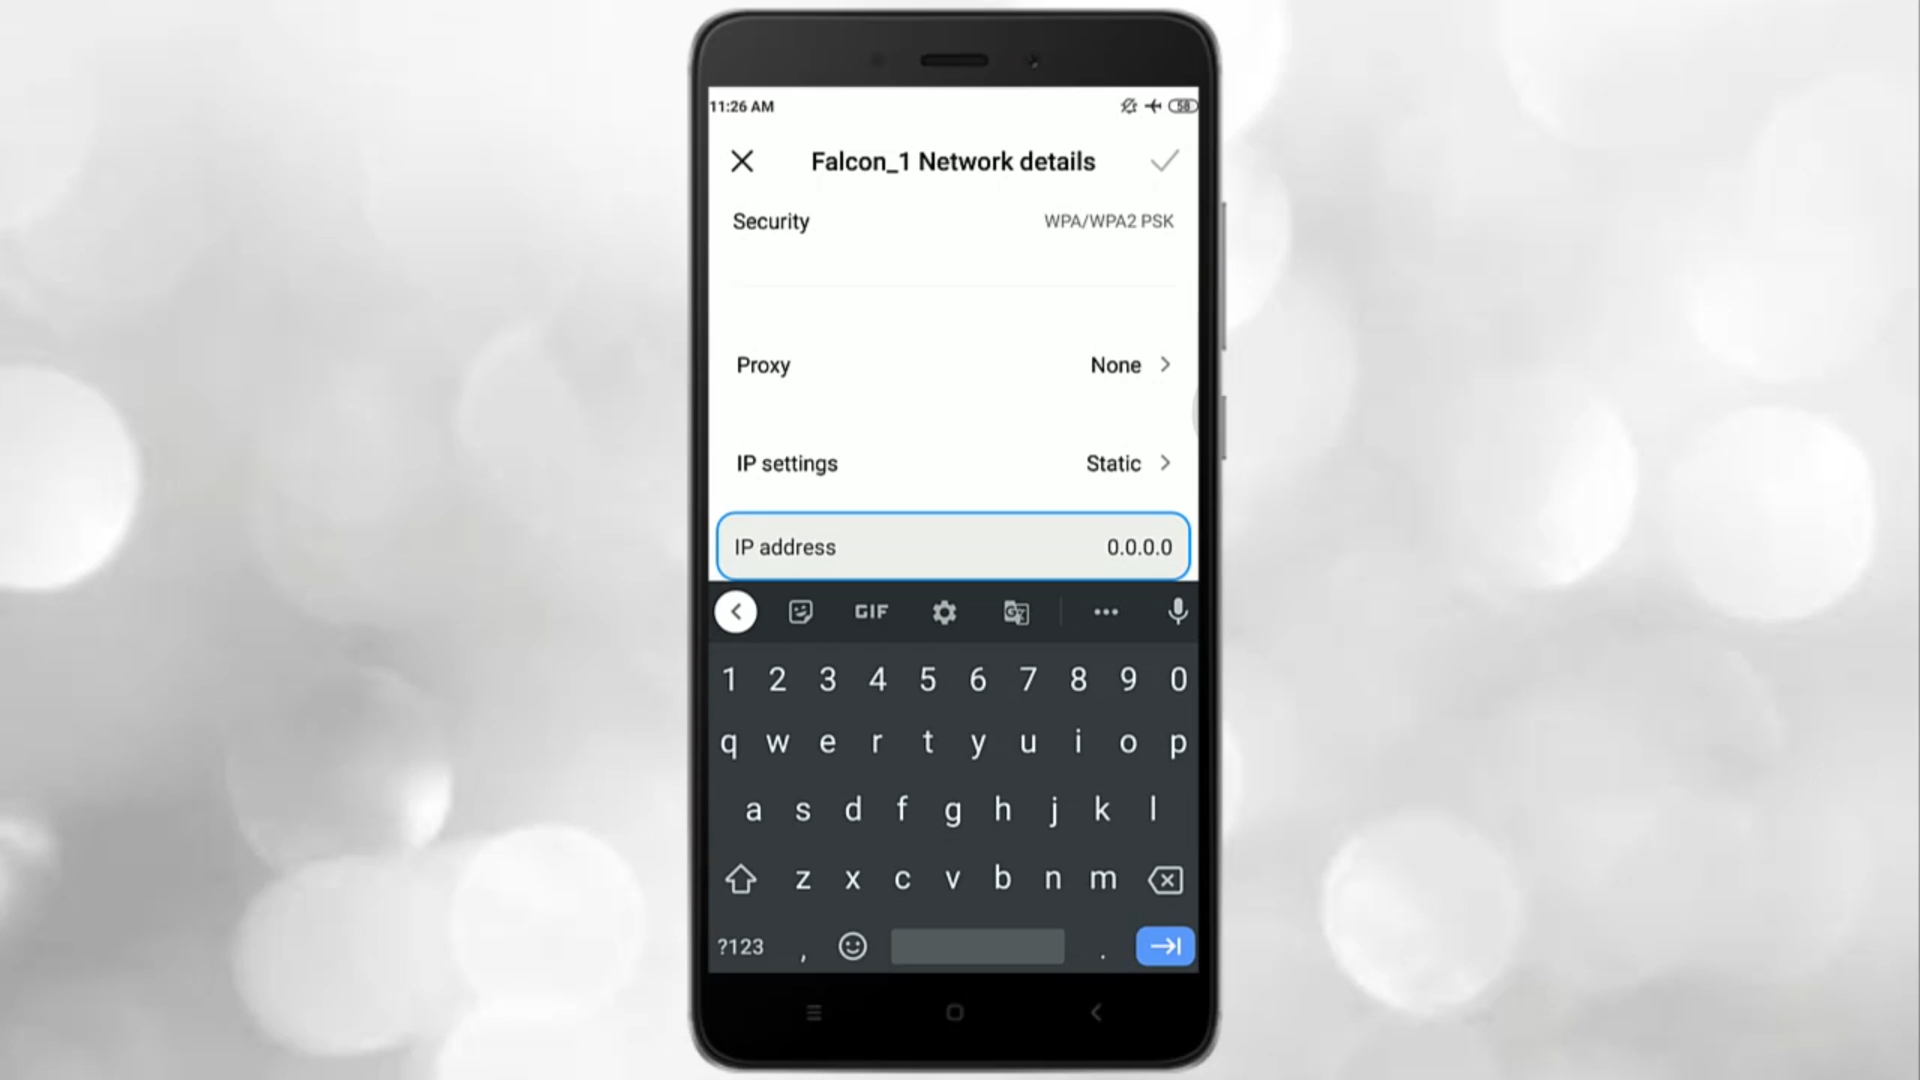 11:26 AM
58
Falcon_1 Network details
Security WPA/WPA2 PSK
Proxy None
IP settings Static
IP address 0.0.0.0
GIF
1 2 3 4 5 6 7 8 9 0
q w e r t y u i o p
a s d f g h j k l
z x c v b n m
?123 , .